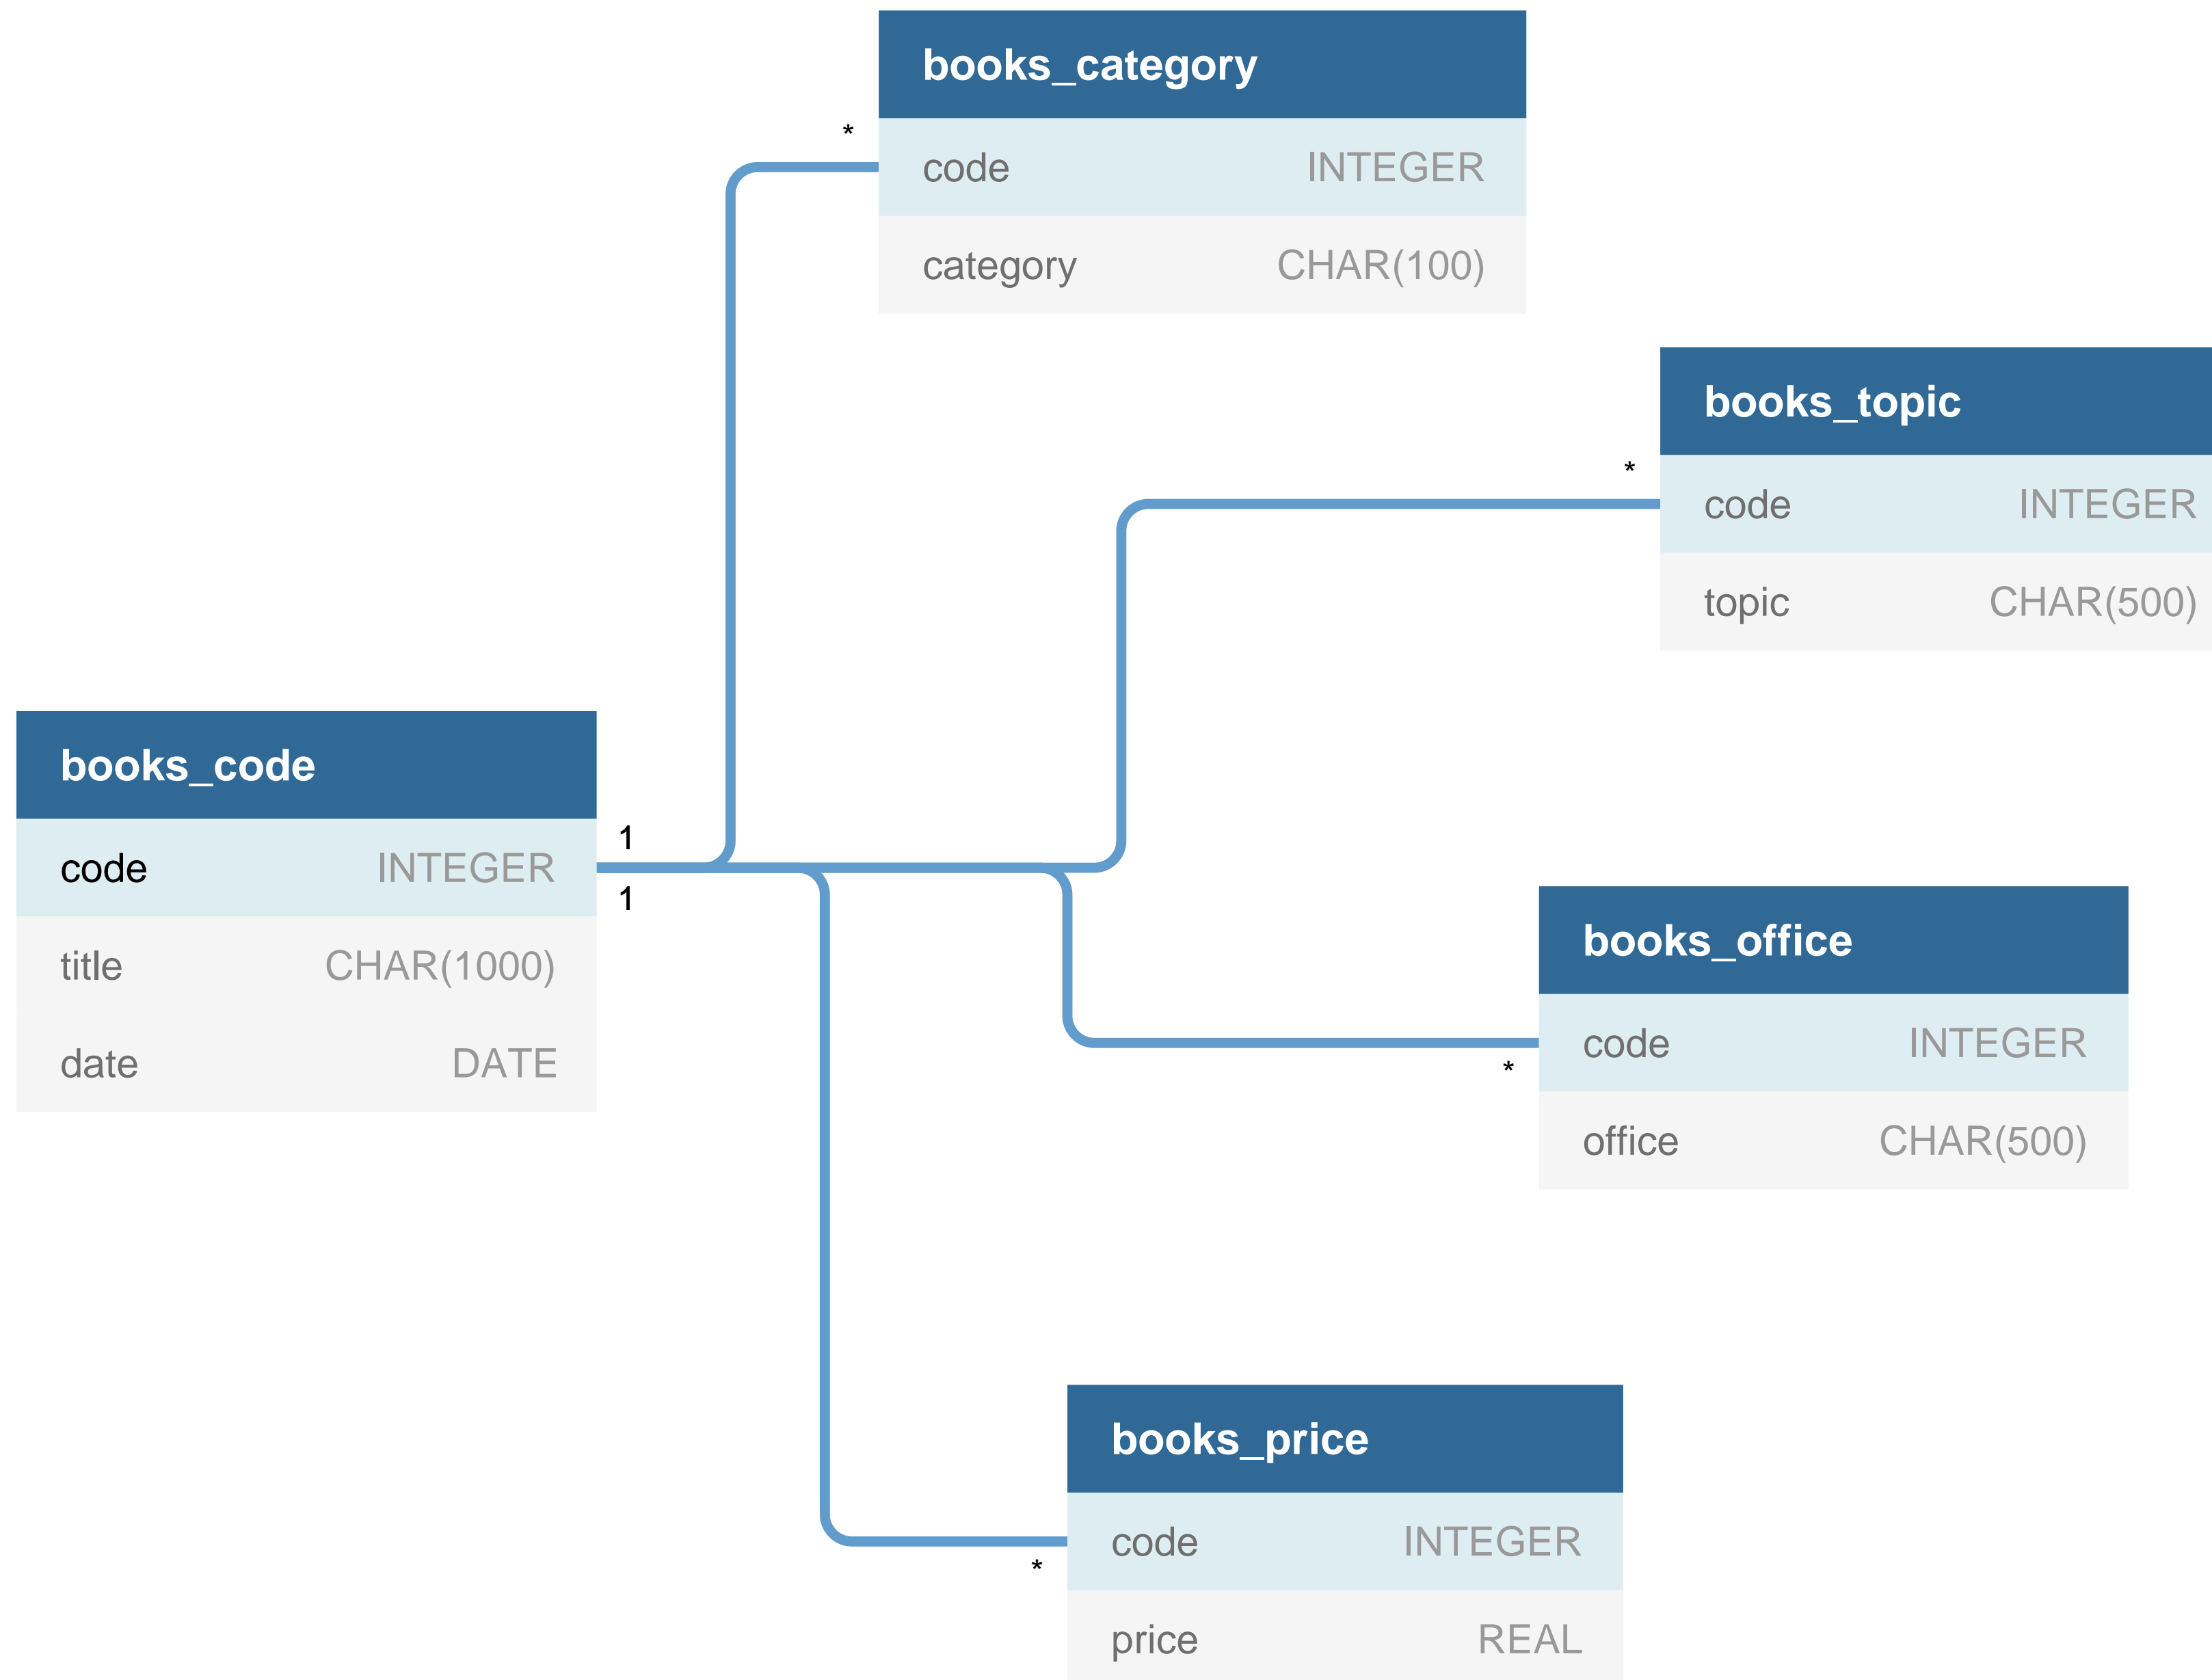 books_category
*
code INTEGER
category CHAR(100)
books_topic
*
code INTEGER
topic CHAR(500)
books_code
1
code INTEGER
1
title CHAR(1000)
date DATE
books_office
code INTEGER
*
office CHAR(500)
books_price
code INTEGER
*
price REAL